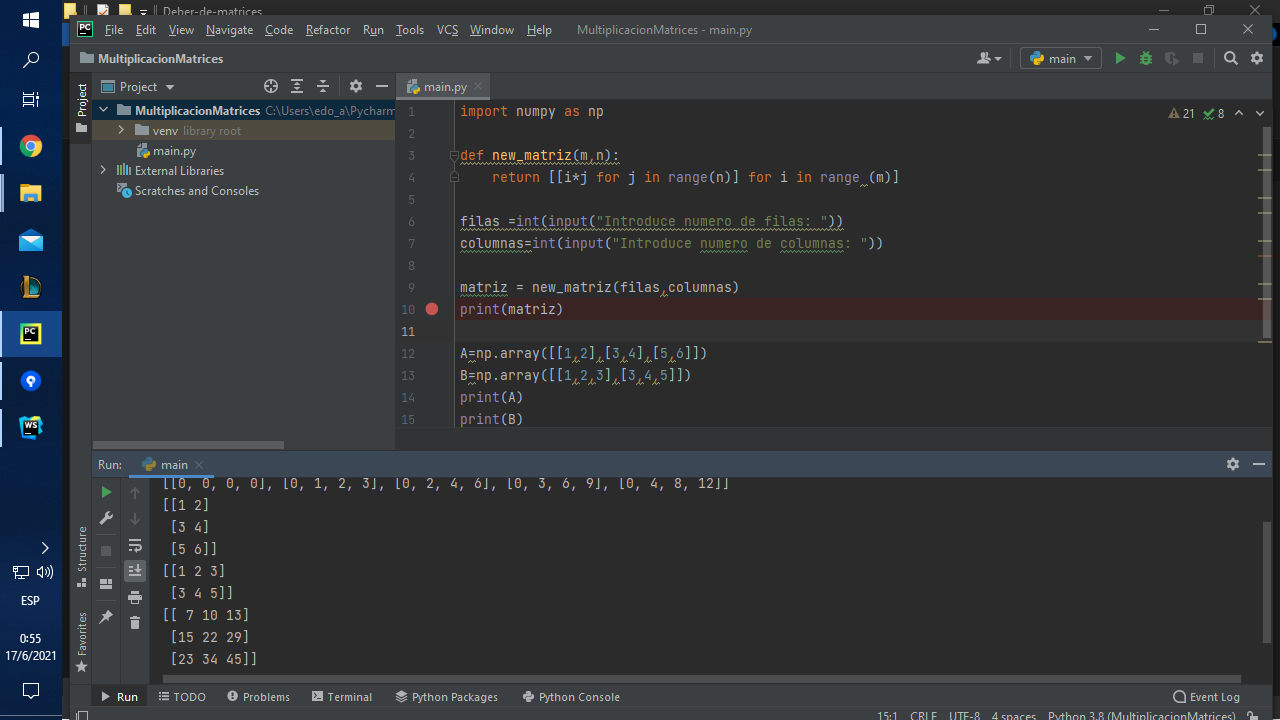 Deber-de-matrices
PC File Edit View Navigate Code Refactor Run Tools VCS Window Help MultiplicacionMatrices - main.py
MultiplicacionMatrices main
Project main.py
Project
MultiplicacionMatrices C:\Users\edo_a\Pycharm
venv library root
main.py
External Libraries
Scratches and Consoles
21 8
1 import numpy as np
2
3 def new_matriz(m,n):
4 return [[i*j for j in range(n)] for i in range (m)]
5
6 filas =int(input("Introduce numero de filas: "))
7 columnas=int(input("Introduce numero de columnas: "))
8
9 matriz = new_matriz(filas,columnas)
10 print(matriz)
11
12 A=np.array([[1,2],[3,4],[5,6]])
13 B=np.array([[1,2,3],[3,4,5]])
14 print(A)
15 print(B)
Run: main
[[0, 0, 0, 0], [0, 1, 2, 3], [0, 2, 4, 6], [0, 3, 6, 9], [0, 4, 8, 12]]
[[1 2]
[3 4]
[5 6]]
[[1 2 3]
[3 4 5]]
[[ 7 10 13]
[15 22 29]
[23 34 45]]
Structure
Favorites
Run TODO Problems Terminal Python Packages Python Console Event Log
15:1 CRLF UTF-8 4 spaces Python 3.8 (MultiplicacionMatrices)
PC
WS
ESP
0:55
17/6/2021